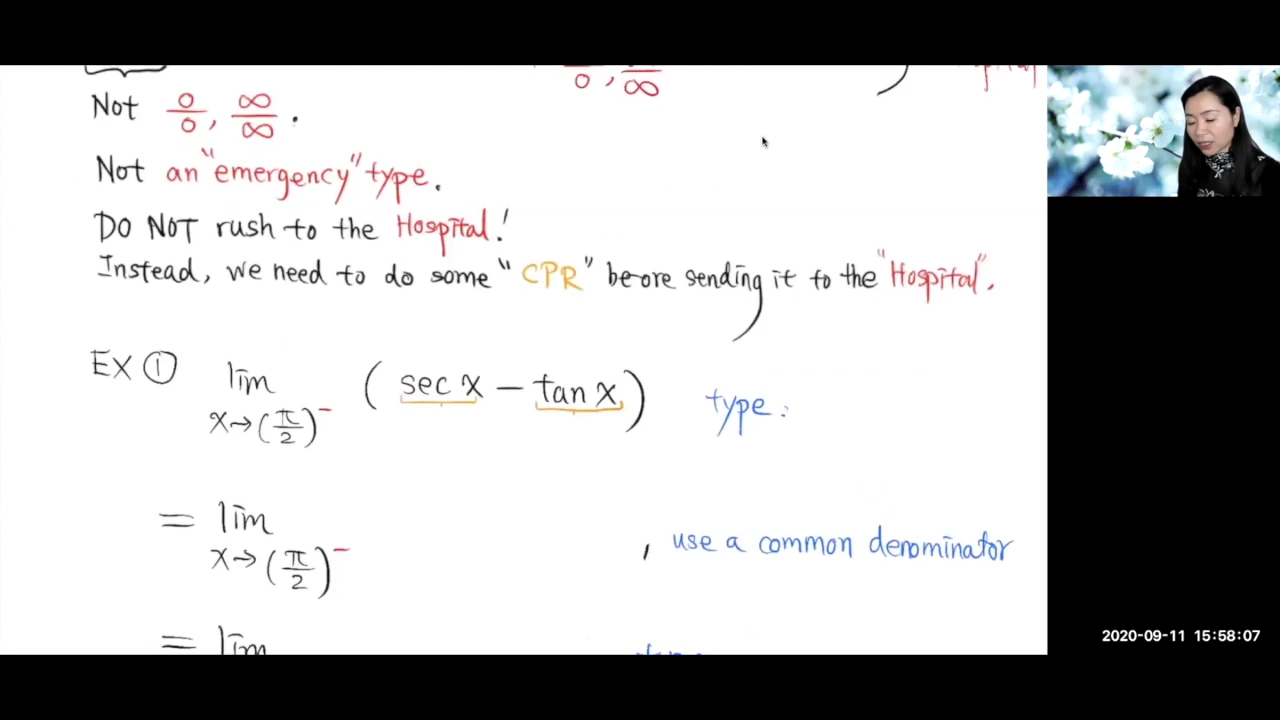 0/0, ∞/∞
Not 0/0, ∞/∞.
Not an "emergency" type.
DO NOT rush to the Hospital!
Instead, we need to do some "CPR" beore sending it to the "Hospital".
EX ① lim x→(π/2)⁻ (sec x − tan x) type:
= lim x→(π/2)⁻ , use a common denominator
= lim
2020-09-11 15:58:07